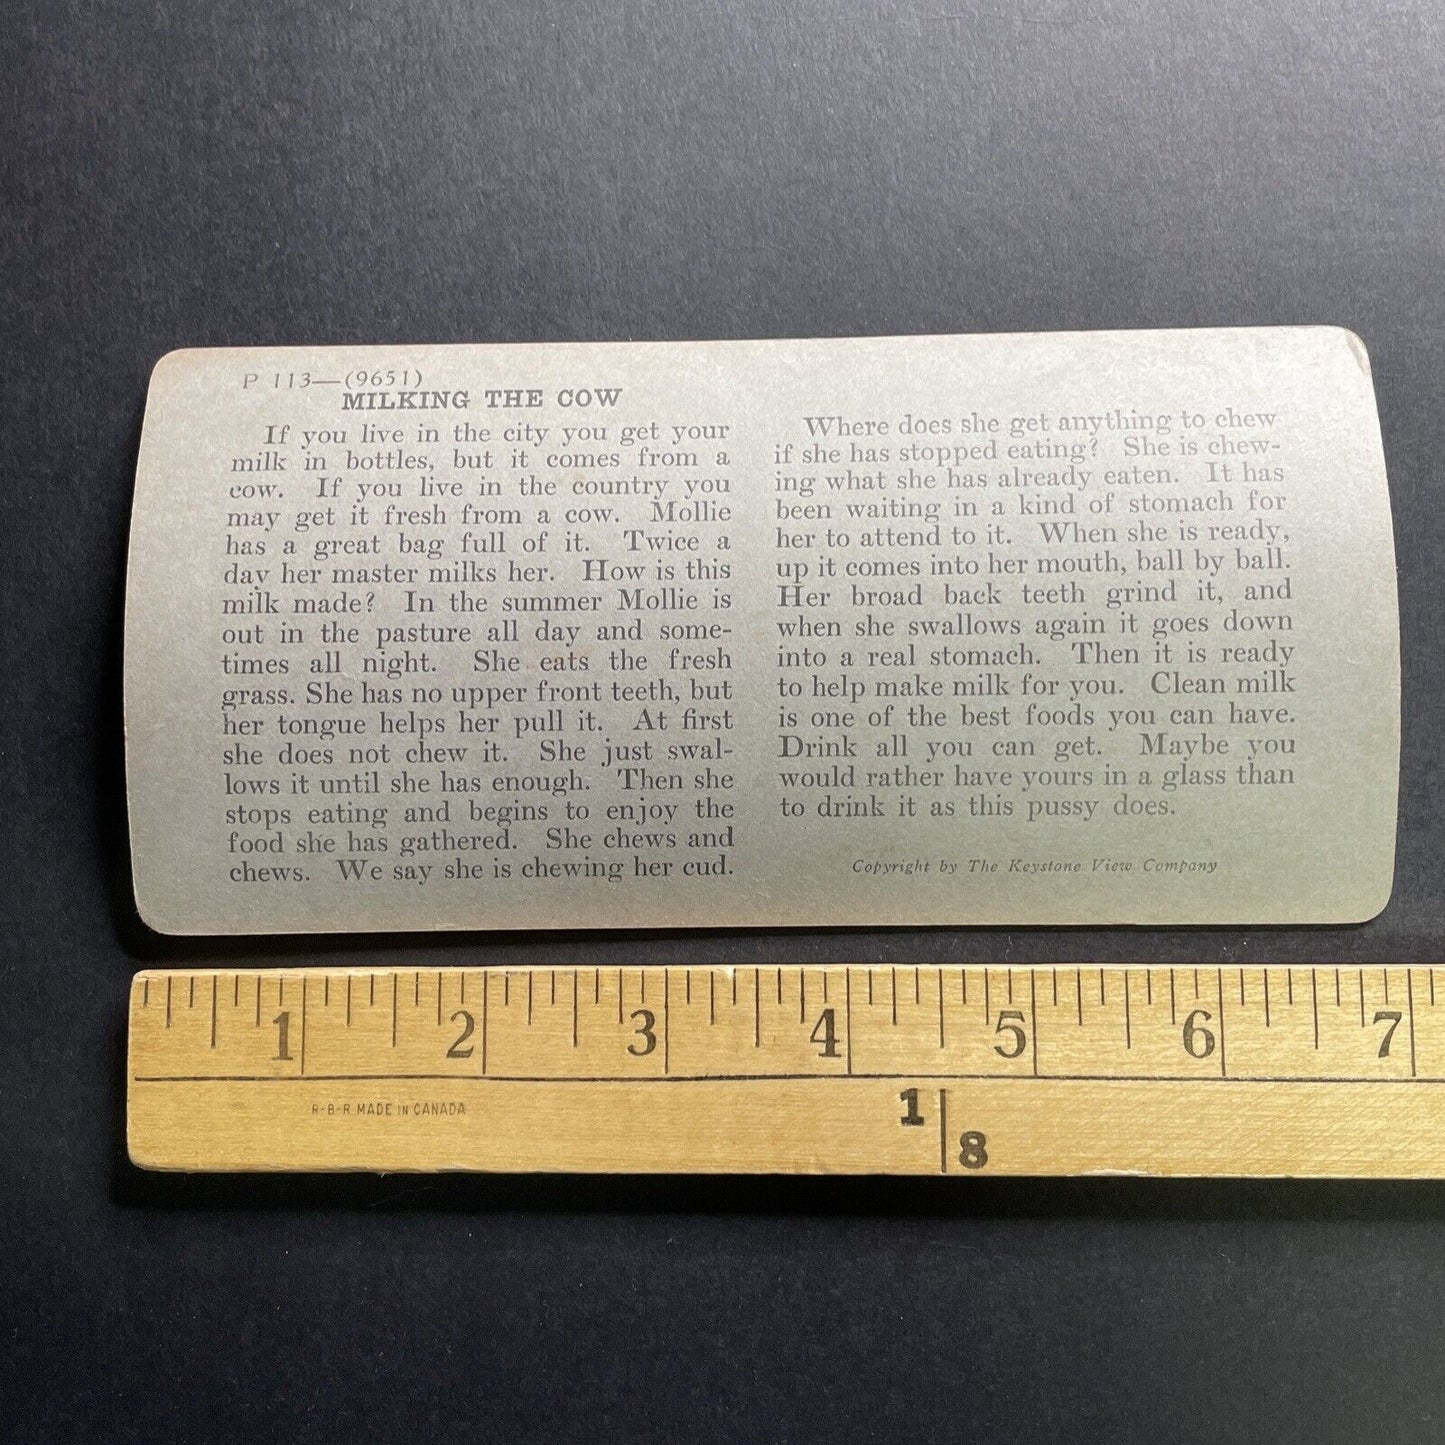 P 113—(9651)
MILKING THE COW
If you live in the city you get your
milk in bottles, but it comes from a
cow. If you live in the country you
may get it fresh from a cow. Mollie
has a great bag full of it. Twice a
day her master milks her. How is this
milk made? In the summer Mollie is
out in the pasture all day and some-
times all night. She eats the fresh
grass. She has no upper front teeth, but
her tongue helps her pull it. At first
she does not chew it. She just swal-
lows it until she has enough. Then she
stops eating and begins to enjoy the
food she has gathered. She chews and
chews. We say she is chewing her cud.
Where does she get anything to chew
if she has stopped eating? She is chew-
ing what she has already eaten. It has
been waiting in a kind of stomach for
her to attend to it. When she is ready,
up it comes into her mouth, ball by ball.
Her broad back teeth grind it, and
when she swallows again it goes down
into a real stomach. Then it is ready
to help make milk for you. Clean milk
is one of the best foods you can have.
Drink all you can get. Maybe you
would rather have yours in a glass than
to drink it as this pussy does.
Copyright by The Keystone View Company
1 2 3 4 5 6 7
R-B-R MADE IN CANADA
1 8